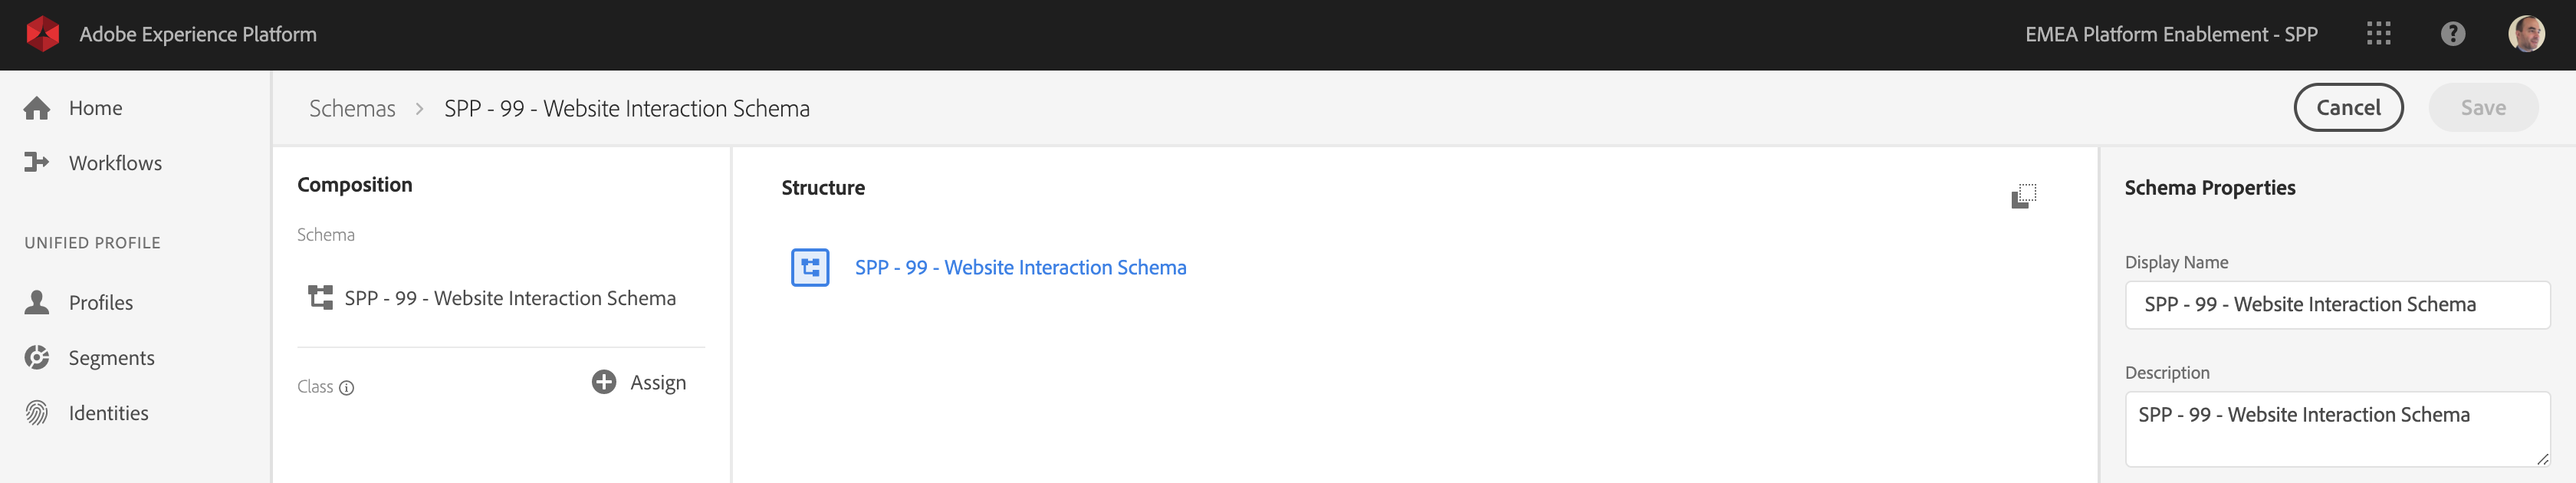 Adobe Experience Platform
EMEA Platform Enablement - SPP
Home
Workflows
UNIFIED PROFILE
Profiles
Segments
Identities
Schemas > SPP - 99 - Website Interaction Schema
Cancel
Save
Composition
Schema
SPP - 99 - Website Interaction Schema
Class
Assign
Structure
SPP - 99 - Website Interaction Schema
Schema Properties
Display Name
SPP - 99 - Website Interaction Schema
Description
SPP - 99 - Website Interaction Schema